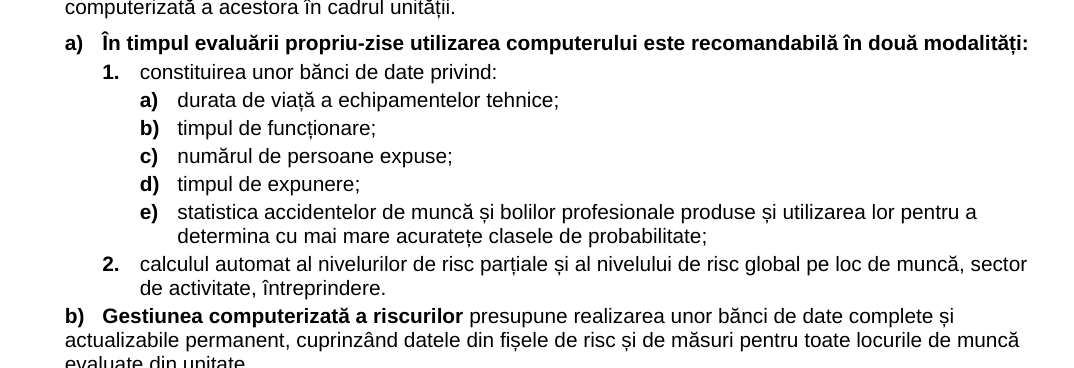 computerizată a acestora în cadrul unității.
a) În timpul evaluării propriu-zise utilizarea computerului este recomandabilă în două modalități:
1. constituirea unor bănci de date privind:
a) durata de viață a echipamentelor tehnice;
b) timpul de funcționare;
c) numărul de persoane expuse;
d) timpul de expunere;
e) statistica accidentelor de muncă și bolilor profesionale produse și utilizarea lor pentru a
determina cu mai mare acuratețe clasele de probabilitate;
2. calculul automat al nivelurilor de risc parțiale și al nivelului de risc global pe loc de muncă, sector
de activitate, întreprindere.
b) Gestiunea computerizată a riscurilor presupune realizarea unor bănci de date complete și
actualizabile permanent, cuprinzând datele din fișele de risc și de măsuri pentru toate locurile de muncă
evaluate din unitate